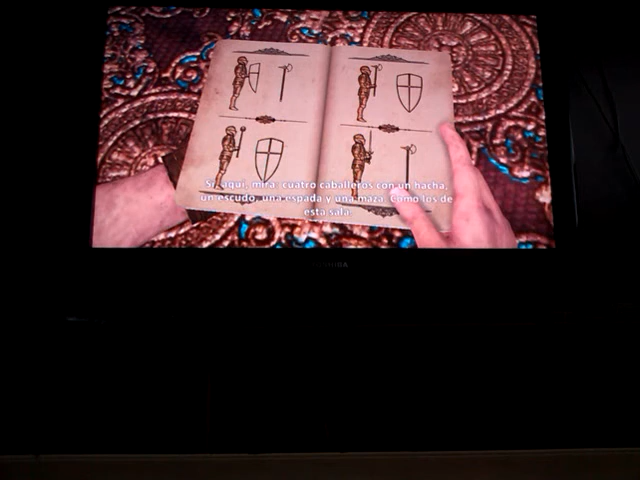 Sí, aquí, mira: cuatro caballeros con un hacha,
un escudo, una espada y una maza. Como los de
esta sala.